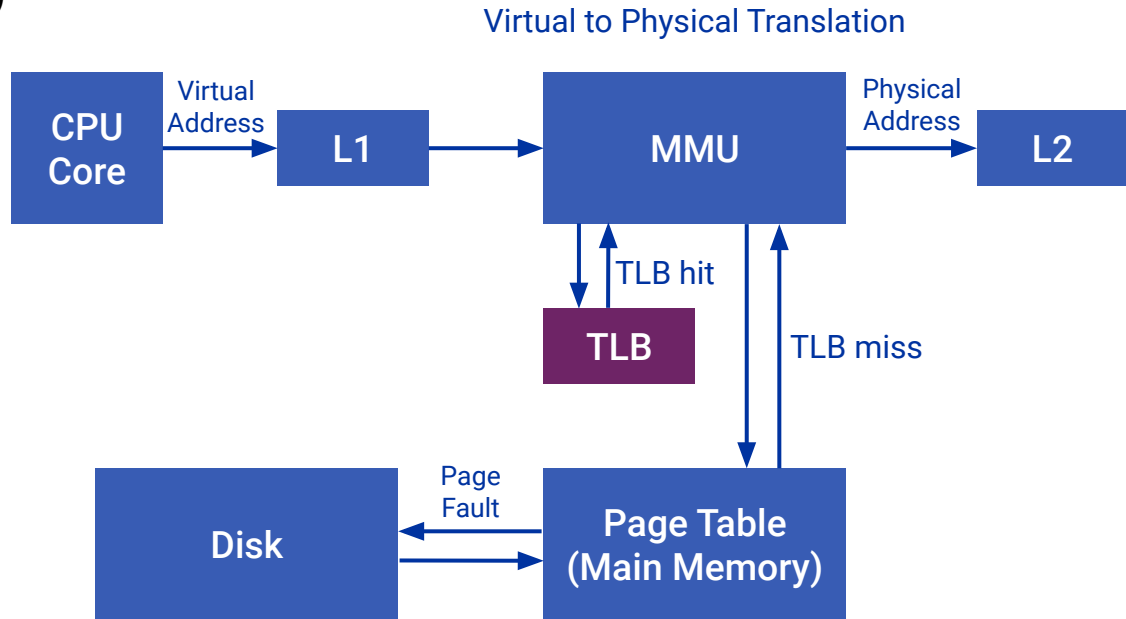 Virtual to Physical Translation
CPU
Core
Virtual
Address
L1
MMU
Physical
Address
L2
TLB hit
TLB
TLB miss
Disk
Page
Fault
Page Table
(Main Memory)